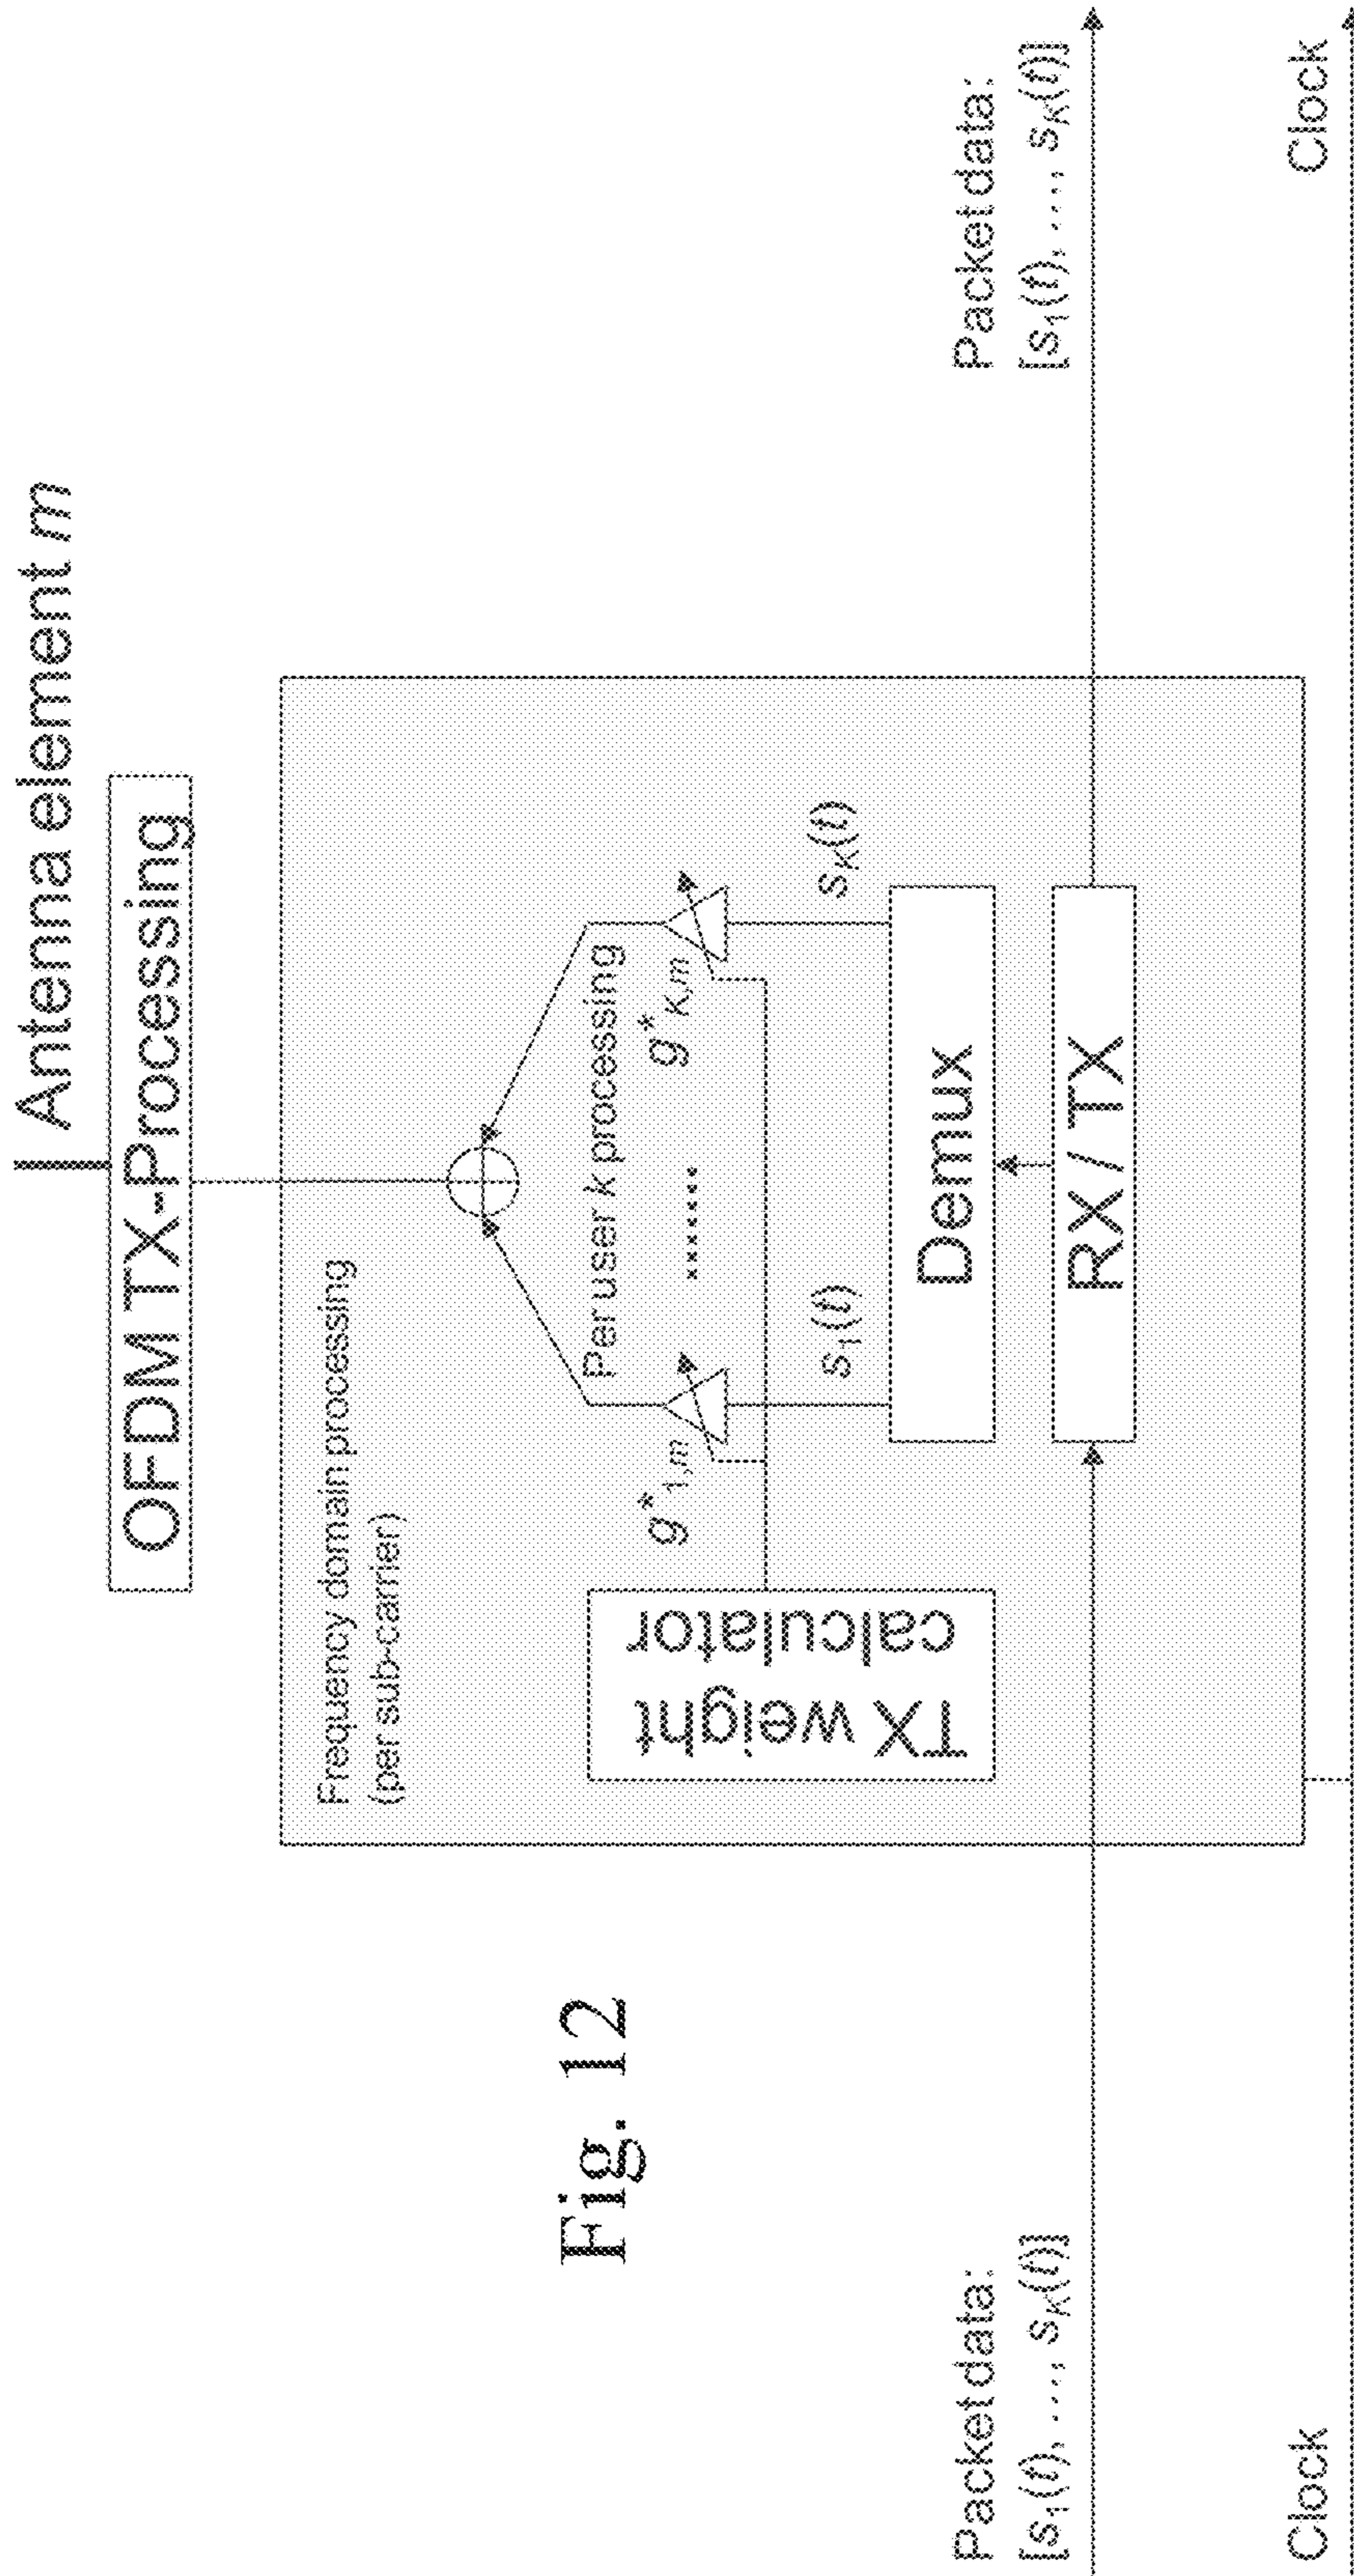 Antenna element m
OFDM TX-Processing
Frequency domain processing
(per sub-carrier)
Per user k processing
g*1,m
......
g*K,m
TX weight
calculator
s1(t)
sK(t)
Demux
RX / TX
Packet data:
[s1(t), ..., sK(t)]
Packet data:
[s1(t), ..., sK(t)]
Clock
Clock
Fig. 12